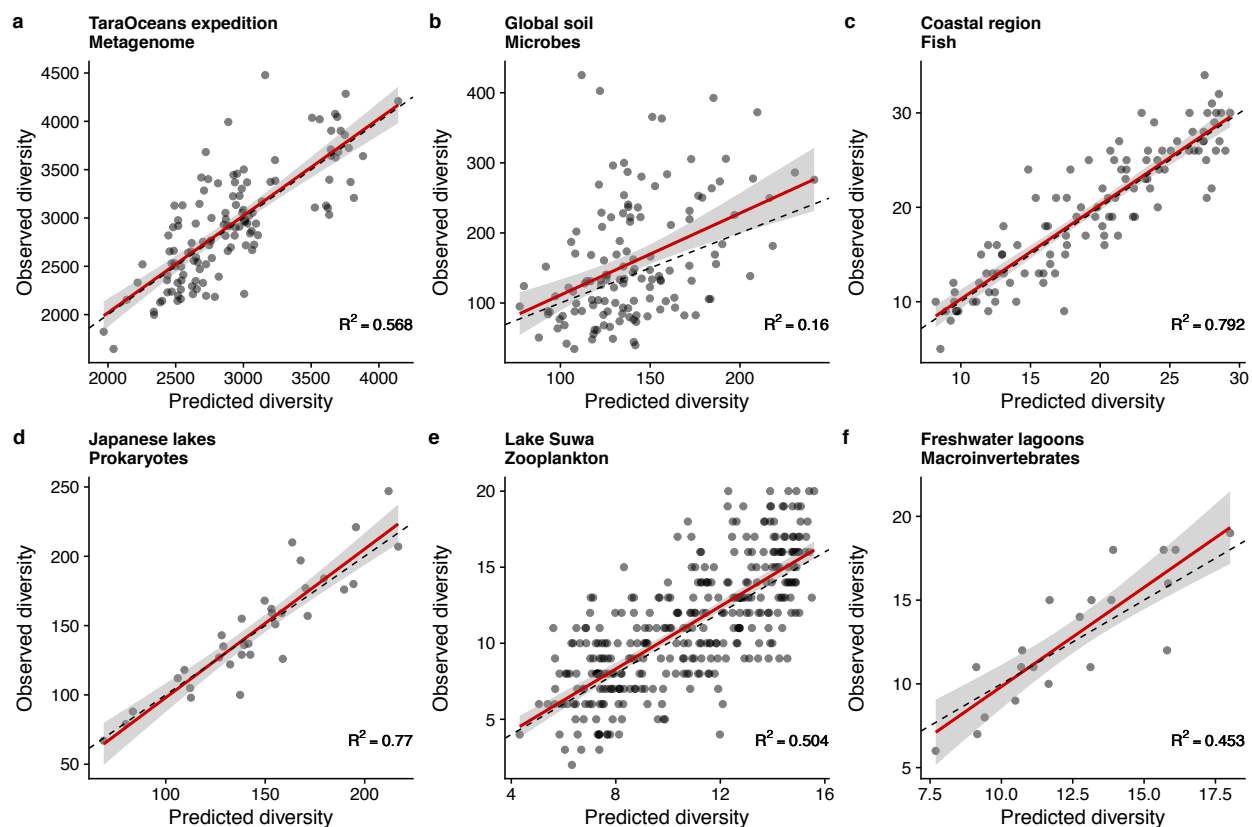 a
TaraOceans expedition
Metagenome
Observed diversity
4500
4000
3500
3000
2500
2000
R² = 0.568
2000 2500 3000 3500 4000
Predicted diversity
b
Global soil
Microbes
Observed diversity
400
300
200
100
R² = 0.16
100 150 200
Predicted diversity
c
Coastal region
Fish
Observed diversity
30
20
10
R² = 0.792
10 15 20 25 30
Predicted diversity
d
Japanese lakes
Prokaryotes
Observed diversity
250
200
150
100
50
R² = 0.77
100 150 200
Predicted diversity
e
Lake Suwa
Zooplankton
Observed diversity
20
15
10
5
R² = 0.504
4 8 12 16
Predicted diversity
f
Freshwater lagoons
Macroinvertebrates
Observed diversity
20
15
10
5
R² = 0.453
7.5 10.0 12.5 15.0 17.5
Predicted diversity